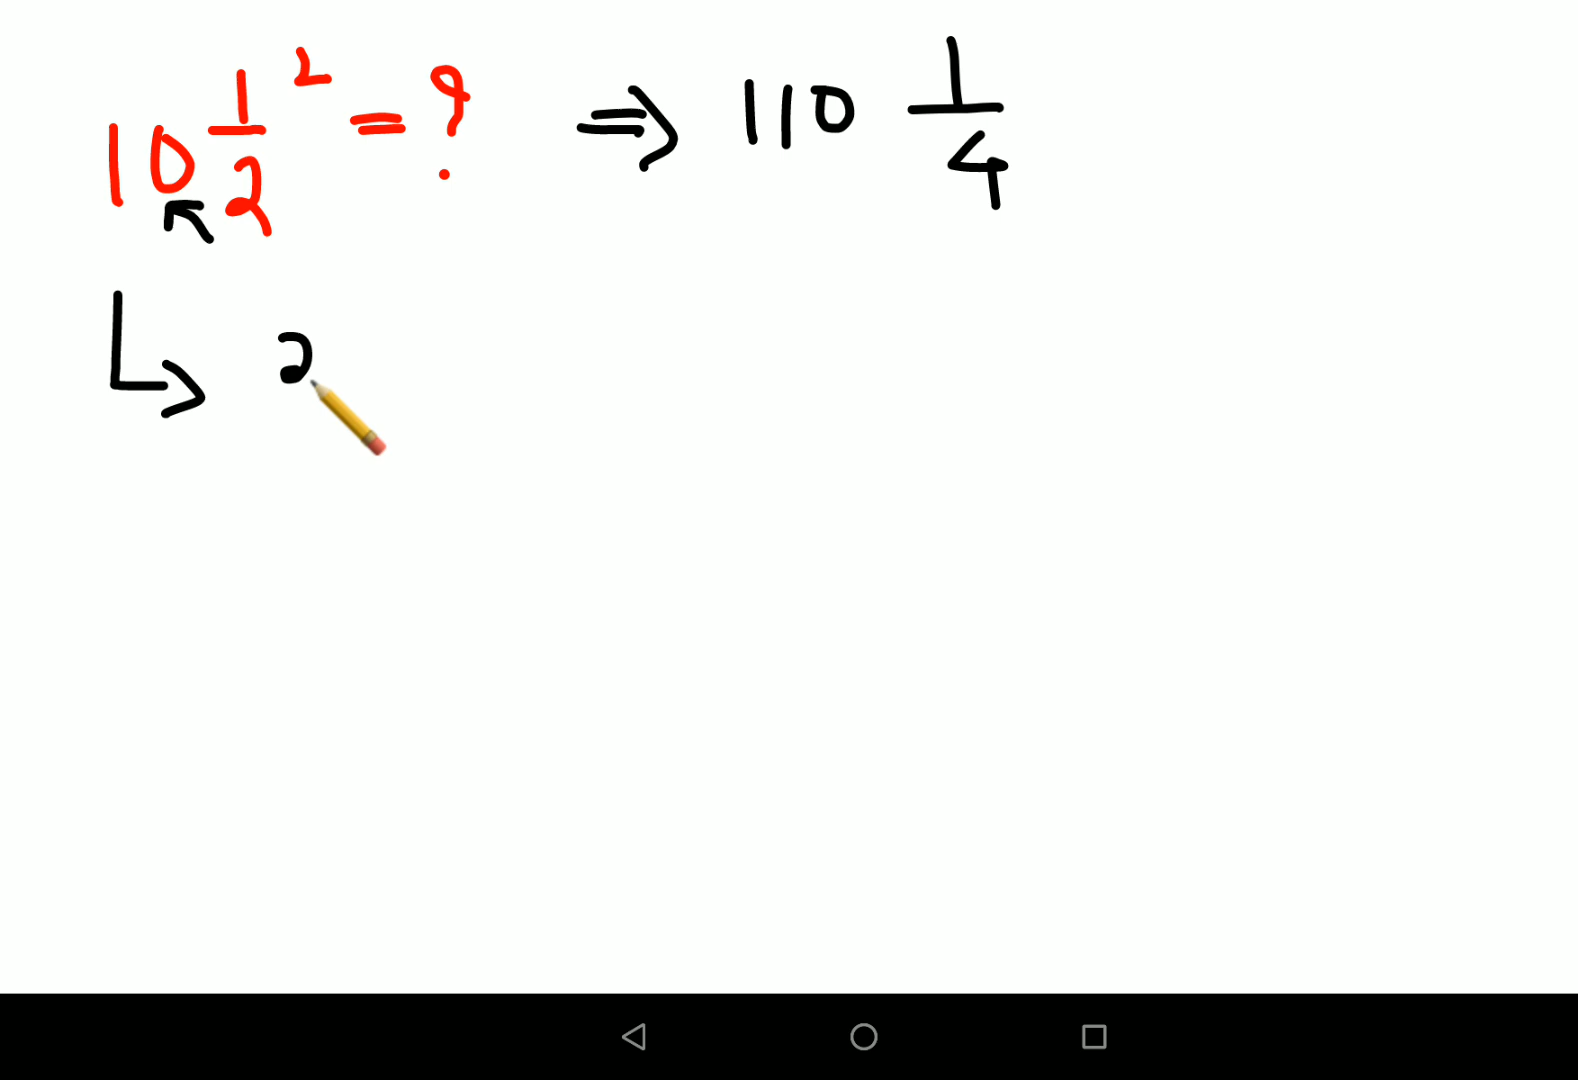 10 1/2 ² = ? ⇒ 110 1/4
↳ 2